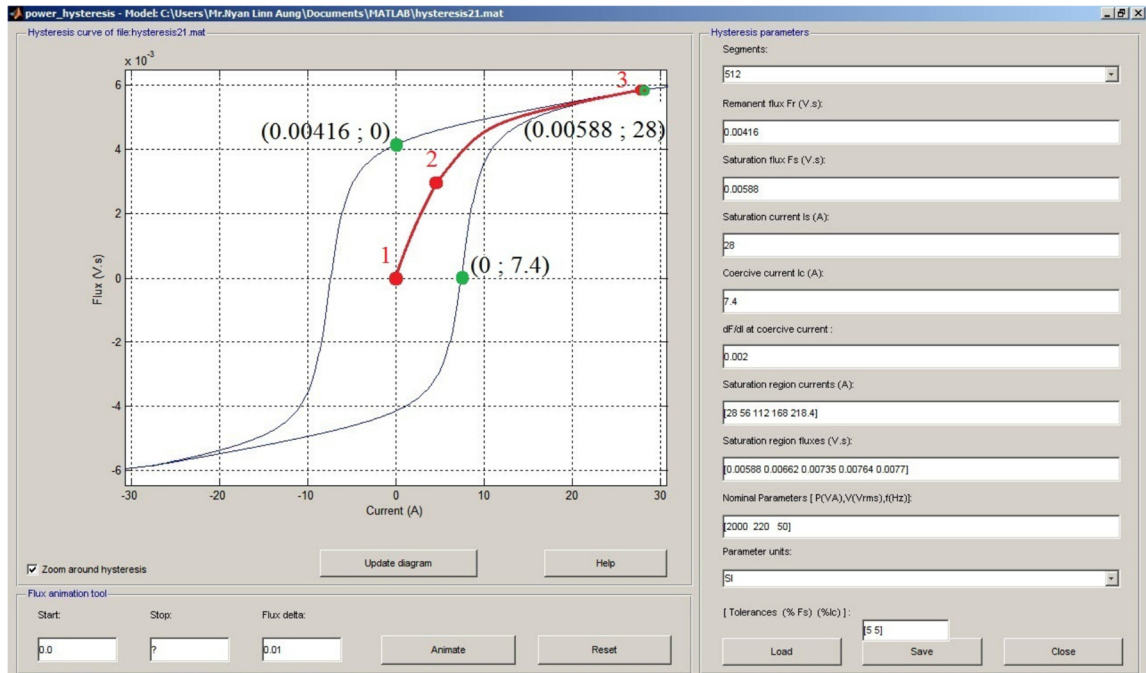 power_hysteresis - Model: C:\Users\Mr.Nyan Linn Aung\Documents\MATLAB\hysteresis21.mat
Hysteresis curve of file:hysteresis21.mat
x 10⁻³
6
4
2
0
-2
-4
-6
Flux (V.s)
-30 -20 -10 0 10 20 30
Current (A)
(0.00416 ; 0)
(0.00588 ; 28)
(0 ; 7.4)
1
2
3
Zoom around hysteresis
Update diagram
Help
Flux animation tool
Start:
0.0
Stop:
?
Flux delta:
0.01
Animate
Reset
Hysteresis parameters
Segments:
512
Remanent flux Fr (V.s):
0.00416
Saturation flux Fs (V.s):
0.00588
Saturation current Is (A):
28
Coercive current Ic (A):
7.4
dF/dI at coercive current :
0.002
Saturation region currents (A):
[28 56 112 168 218.4]
Saturation region fluxes (V.s):
[0.00588 0.00662 0.00735 0.00764 0.0077]
Nominal Parameters [ P(VA),V(Vrms),f(Hz)]:
[2000 220 50]
Parameter units:
SI
[ Tolerances (% Fs) (%Ic) ] :
[5 5]
Load
Save
Close